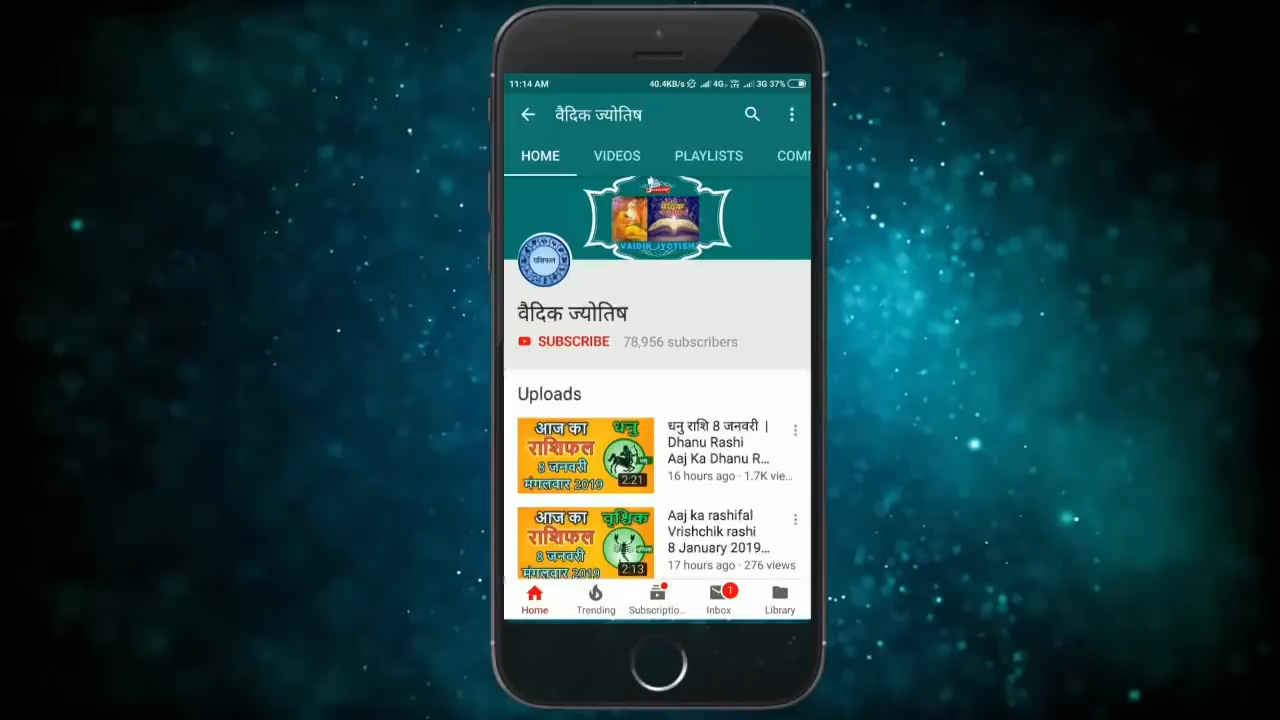 11:14 AM
40.4KB/s 4G VoLTE 3G 37%
वैदिक ज्योतिष
HOME VIDEOS PLAYLISTS COMM
वैदिक
VAIDIK JYOTISH
राशिफल
वैदिक ज्योतिष
SUBSCRIBE 78,956 subscribers
Uploads
आज का धनु
राशिफल
8 जनवरी
मंगलवार 2019
2:21
धनु राशि 8 जनवरी |
Dhanu Rashi
Aaj Ka Dhanu R...
16 hours ago · 1.7K vie...
आज का वृश्चिक
राशिफल
8 जनवरी
मंगलवार 2019
2:13
Aaj ka rashifal
Vrishchik rashi
8 January 2019...
17 hours ago · 276 views
1
Home Trending Subscriptio... Inbox Library